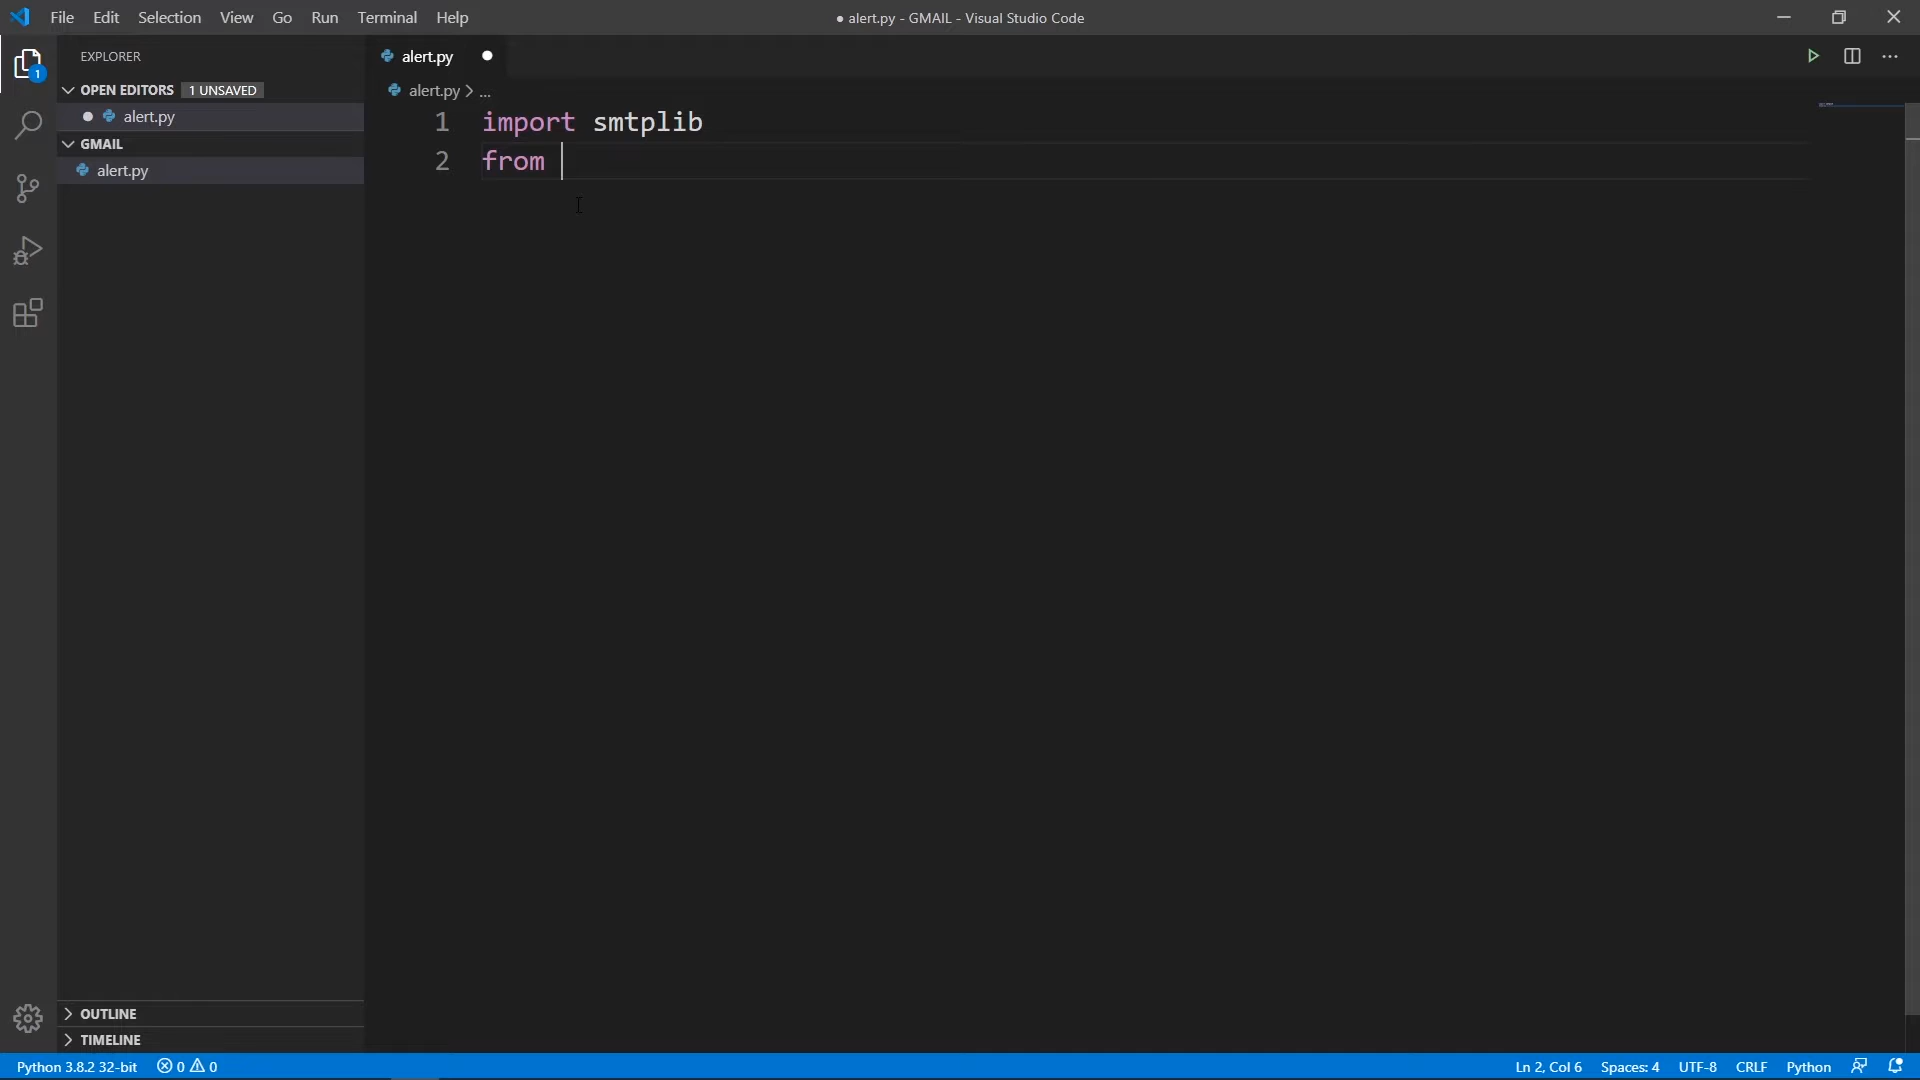 File Edit Selection View Go Run Terminal Help
● alert.py - GMAIL - Visual Studio Code
1
EXPLORER
OPEN EDITORS 1 UNSAVED
alert.py
GMAIL
alert.py
OUTLINE
TIMELINE
alert.py
alert.py > ...
1 import smtplib
2 from
Python 3.8.2 32-bit 0 0
Ln 2, Col 6 Spaces: 4 UTF-8 CRLF Python